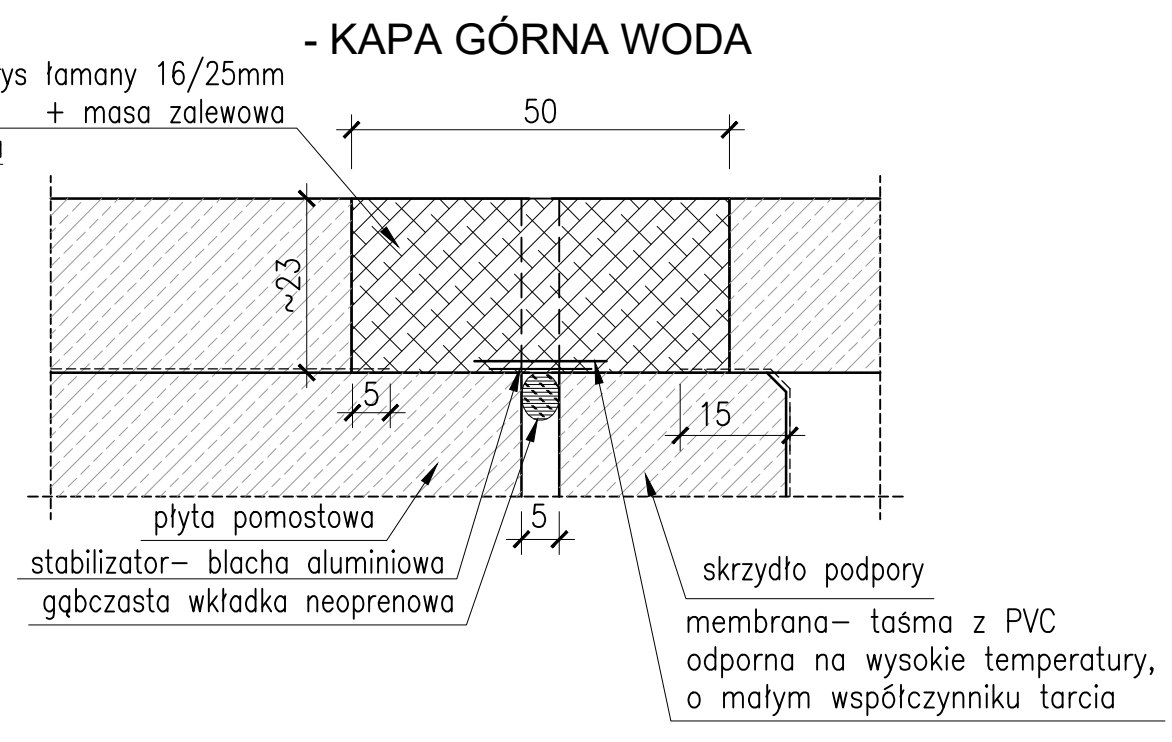 - KAPA GÓRNA WODA
łamany 16/25mm
+ masa zalewowa
50
~23
5
15
5
płyta pomostowa
stabilizator- blacha aluminiowa
gąbczasta wkładka neoprenowa
skrzydło podpory
membrana- taśma z PVC
odporna na wysokie temperatury,
o małym współczynniku tarcia